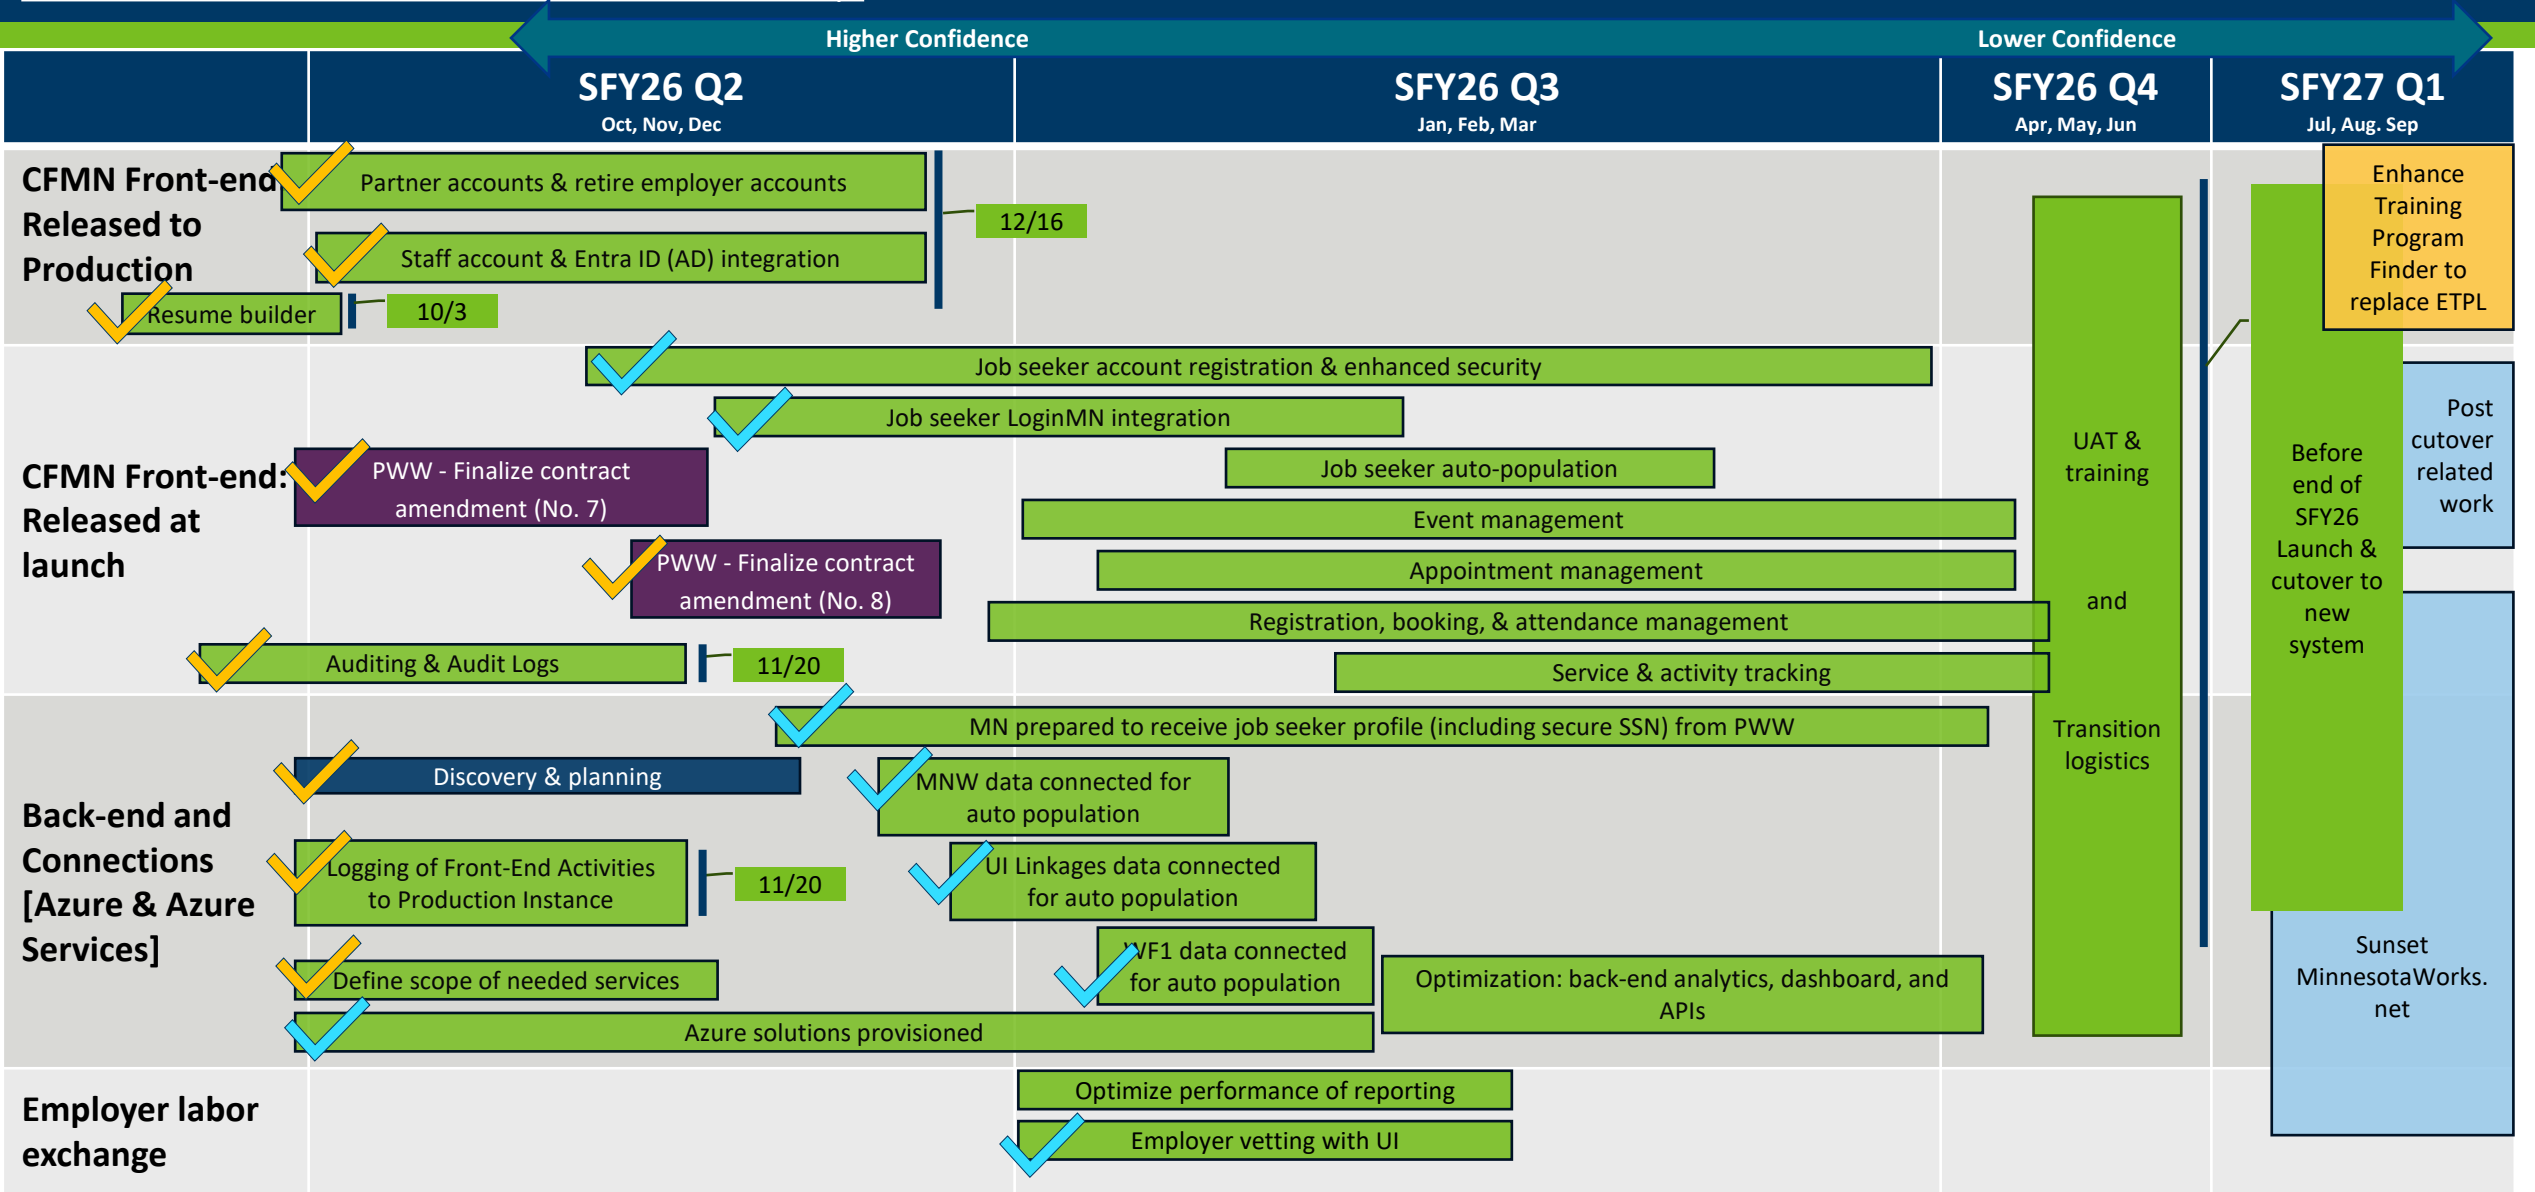 Higher Confidence
Lower Confidence
SFY26 Q2
Oct, Nov, Dec
SFY26 Q3
Jan, Feb, Mar
SFY26 Q4
Apr, May, Jun
SFY27 Q1
Jul, Aug. Sep
CFMN Front-end
Released to
Production
Partner accounts & retire employer accounts
Staff account & Entra ID (AD) integration
12/16
Resume builder
10/3
Enhance
Training
Program
Finder to
replace ETPL
CFMN Front-end:
Released at
launch
Job seeker account registration & enhanced security
Job seeker LoginMN integration
PWW - Finalize contract
amendment (No. 7)
Job seeker auto-population
Event management
PWW - Finalize contract
amendment (No. 8)
Appointment management
Registration, booking, & attendance management
Auditing & Audit Logs
11/20
Service & activity tracking
UAT &
training
and
Transition
logistics
Before
end of
SFY26
Launch &
cutover to
new
system
Post
cutover
related
work
Back-end and
Connections
[Azure & Azure
Services]
MN prepared to receive job seeker profile (including secure SSN) from PWW
Discovery & planning
MNW data connected for
auto population
Logging of Front-End Activities
to Production Instance
11/20
UI Linkages data connected
for auto population
WF1 data connected
for auto population
Define scope of needed services
Optimization: back-end analytics, dashboard, and
APIs
Azure solutions provisioned
Sunset
MinnesotaWorks.
net
Employer labor
exchange
Optimize performance of reporting
Employer vetting with UI